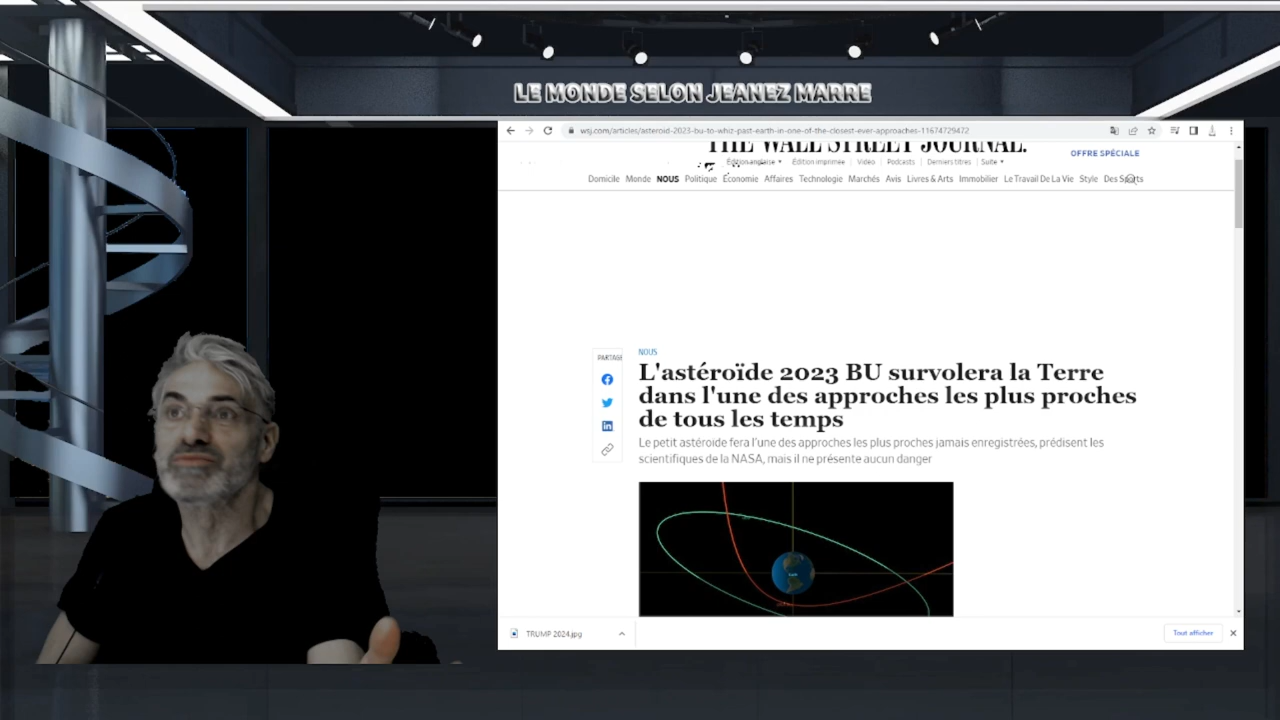 LE MONDE SELON JEANEZ MARRE
wsj.com/articles/asteroid-2023-bu-to-whiz-past-earth-in-one-of-the-closest-ever-approaches-11674729472
THE WALL STREET JOURNAL.
OFFRE SPÉCIALE
Édition anglaise Édition imprimée Vidéo Podcasts Derniers titres Suite
Domicile Monde NOUS Politique Économie Affaires Technologie Marchés Avis Livres & Arts Immobilier Le Travail De La Vie Style Des Sports
PARTAGE
NOUS
L'astéroïde 2023 BU survolera la Terre
dans l'une des approches les plus proches
de tous les temps
Le petit astéroïde fera l'une des approches les plus proches jamais enregistrées, prédisent les
scientifiques de la NASA, mais il ne présente aucun danger
Earth
TRUMP 2024.jpg
Tout afficher